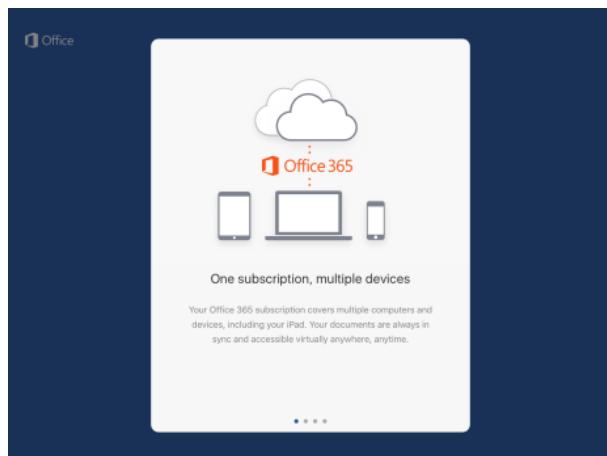 Office
Office 365
One subscription, multiple devices
Your Office 365 subscription covers multiple computers and
devices, including your iPad. Your documents are always in
sync and accessible virtually anywhere, anytime.